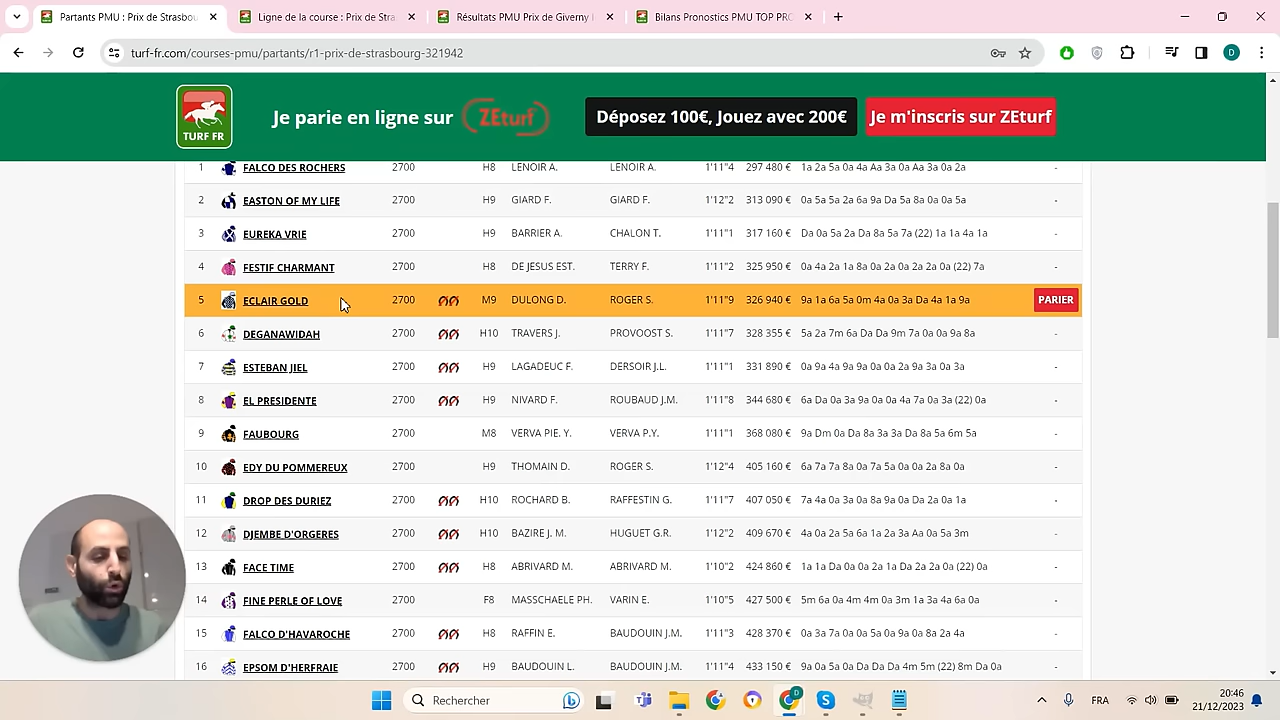 Partants PMU : Prix de Strasbou
Ligne de la course : Prix de Stra
Résultats PMU Prix de Giverny |
Bilans Pronostics PMU TOP PRO
turf-fr.com/courses-pmu/partants/r1-prix-de-strasbourg-321942
TURF FR
Je parie en ligne sur ZEturf
Déposez 100€, Jouez avec 200€
Je m'inscris sur ZEturf
1 FALCO DES ROCHERS 2700 H8 LENOIR A. LENOIR A. 1'11"4 297 480 € 1a 2a 5a 0a 4a Aa 3a 0a Aa 3a 0a 2a -
2 EASTON OF MY LIFE 2700 H9 GIARD F. GIARD F. 1'12"2 313 090 € 0a 5a 5a 2a 6a 9a Da 5a 8a 0a 0a 5a -
3 EUREKA VRIE 2700 H9 BARRIER A. CHALON T. 1'11"1 317 160 € Da 0a 5a 2a Da 8a 5a 7a (22) 1a 1a 4a 1a -
4 FESTIF CHARMANT 2700 H8 DE JESUS EST. TERRY F. 1'11"2 325 950 € 0a 4a 2a 1a 8a 0a 2a 0a 2a 0a (22) 7a -
5 ECLAIR GOLD 2700 M9 DULONG D. ROGER S. 1'11"9 326 940 € 9a 1a 6a 5a 0m 4a 0a 3a Da 4a 1a 9a PARIER
6 DEGANAWIDAH 2700 H10 TRAVERS J. PROVOOST S. 1'11"7 328 355 € 5a 2a 7m 6a Da Da 9m 7a 0a 0a 9a 8a -
7 ESTEBAN JIEL 2700 H9 LAGADEUC F. DERSOIR J.L. 1'11"1 331 890 € 0a 9a 4a 9a 9a 0a 0a 2a 9a 3a 0a 3a -
8 EL PRESIDENTE 2700 H9 NIVARD F. ROUBAUD J.M. 1'11"8 344 680 € 6a Da 0a 3a 9a 0a 0a 4a 7a 0a 3a (22) 0a -
9 FAUBOURG 2700 M8 VERVA PIE. Y. VERVA P.Y. 1'11"1 368 080 € 9a Dm 0a Da 8a 3a 3a Da 8a 5a 6m 5a -
10 EDY DU POMMEREUX 2700 H9 THOMAIN D. ROGER S. 1'12"4 405 160 € 6a 7a 7a 8a 0a 7a 5a 0a 0a 2a 8a 0a -
11 DROP DES DURIEZ 2700 H10 ROCHARD B. RAFFESTIN G. 1'11"7 407 050 € 7a 4a 0a 3a 0a 8a 9a 0a Da 0a 0a 1a -
12 DJEMBE D'ORGERES 2700 H10 BAZIRE J. M. HUGUET G.R. 1'12"2 409 670 € 4a 0a 2a 5a 6a 1a 2a 3a Aa 0a 5a 3m -
13 FACE TIME 2700 H8 ABRIVARD M. ABRIVARD M. 1'10"2 424 860 € 1a 1a Da 0a 0a 2a 1a Da 2a 2a 0a (22) 0a -
14 FINE PERLE OF LOVE 2700 F8 MASSCHAELE PH. VARIN E. 1'10"5 427 500 € 5m 6a 0a 4m 4m 0a 3m 1a 3a 4a 6a 0a -
15 FALCO D'HAVAROCHE 2700 H8 RAFFIN E. BAUDOUIN J.M. 1'11"3 428 370 € 0a 3a 7a 0a 0a 5a 0a 9a 0a 2a 4a -
16 EPSOM D'HERFRAIE 2700 H9 BAUDOUIN L. BAUDOUIN J.M. 1'11"4 433 150 € 9a 0a 5a 0a Da Da Da 4m 5m (22) 8m Da 0a -
Rechercher
FRA
20:46
21/12/2023